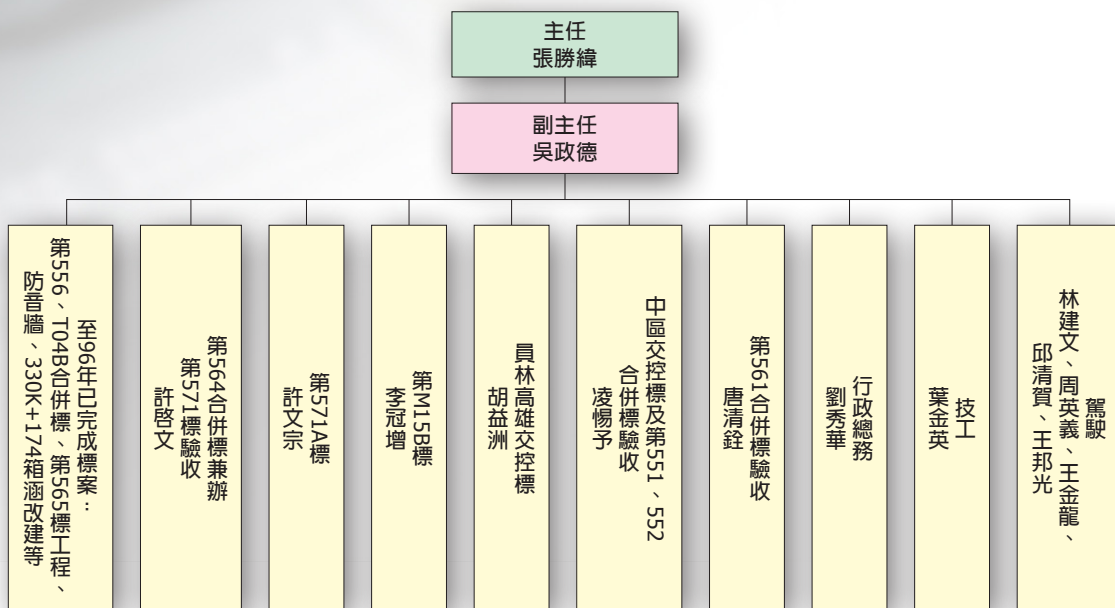 主任
張勝緯
副主任
吳政德
至96年已完成標案：
第556、T04B合併標、第565標工程、
防音牆、330K+174箱涵改建等
第564合併標兼辦
第571標驗收
許啓文
第571A標
許文宗
第M15B標
李冠增
員林高雄交控標
胡益洲
中區交控標及第551、552
合併標驗收
凌惕予
第561合併標驗收
唐清銓
行政總務
劉秀華
技工
葉金英
駕駛
林建文、周英義、王金龍、
邱清賀、王邦光